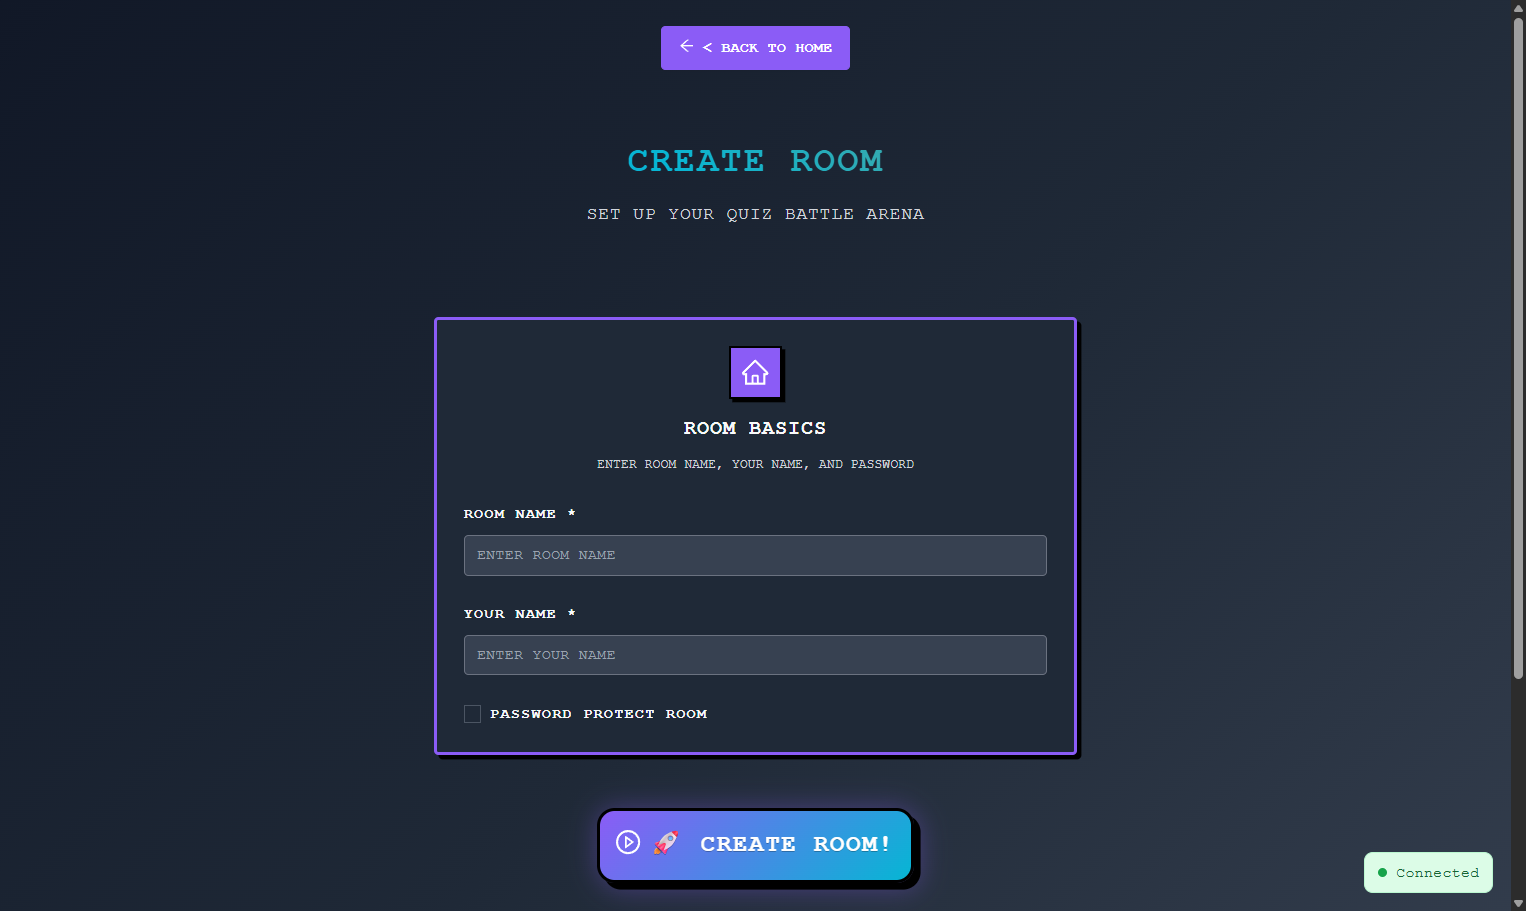 < BACK TO HOME
CREATE ROOM
SET UP YOUR QUIZ BATTLE ARENA
ROOM BASICS
ENTER ROOM NAME, YOUR NAME, AND PASSWORD
ROOM NAME *
ENTER ROOM NAME
YOUR NAME *
ENTER YOUR NAME
PASSWORD PROTECT ROOM
🚀 CREATE ROOM!
Connected